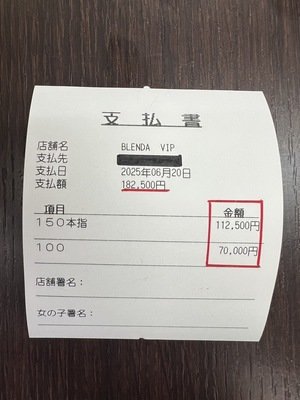 支払書
店舗名 BLENDA VIP
支払先
支払日 2025年06月20日
支払額 182,500円
項目 金額
150本指 112,500円
100 70,000円
店舗署名：
女の子署名：